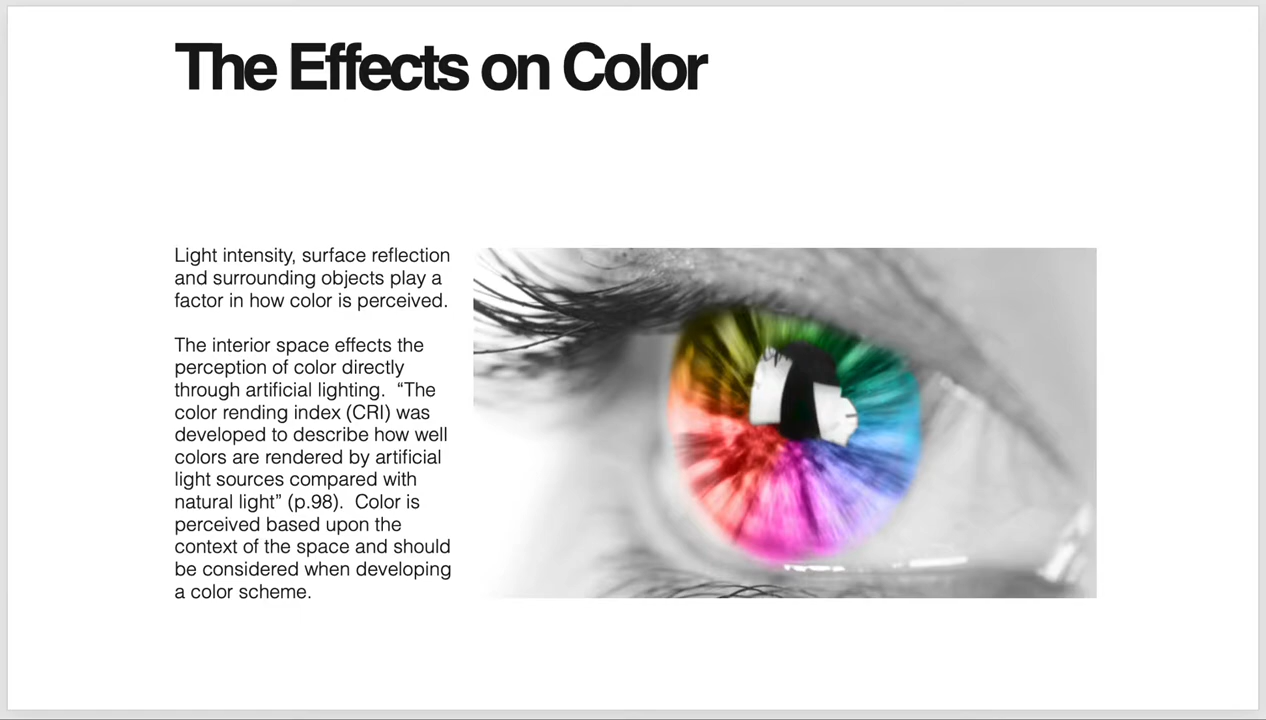 The Effects on Color
Light intensity, surface reflection
and surrounding objects play a
factor in how color is perceived.
The interior space effects the
perception of color directly
through artificial lighting.  “The
color rending index (CRI) was
developed to describe how well
colors are rendered by artificial
light sources compared with
natural light” (p.98).  Color is
perceived based upon the
context of the space and should
be considered when developing
a color scheme.